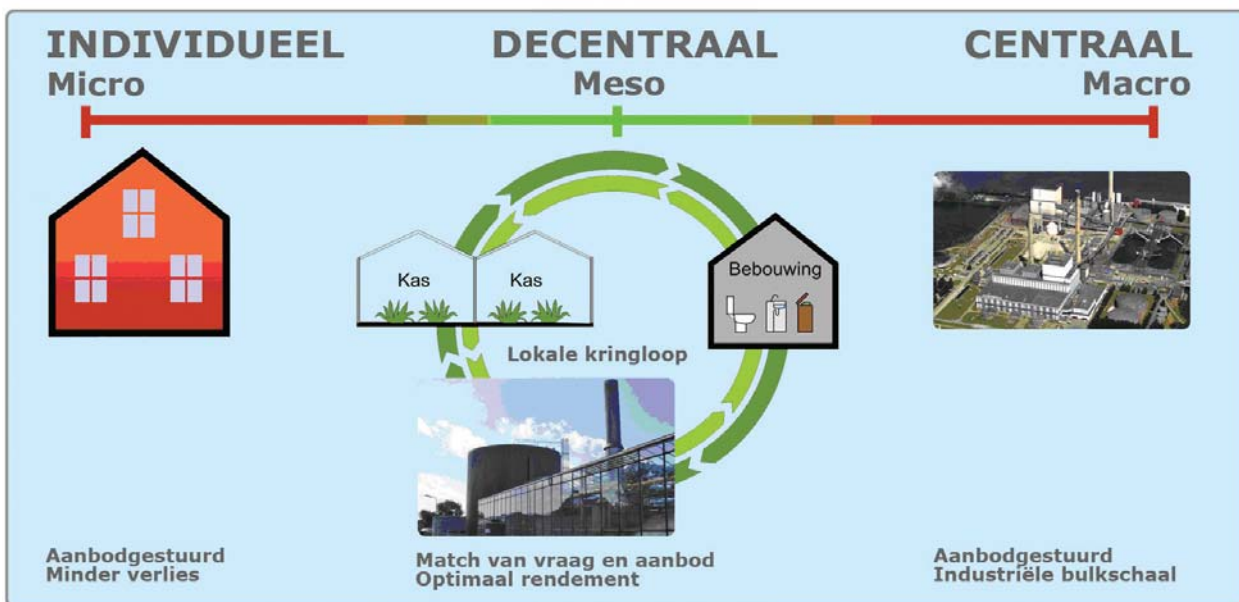 INDIVIDUEEL
Micro
DECENTRAAL
Meso
CENTRAAL
Macro
Kas
Kas
Bebouwing
Lokale kringloop
Aanbodgestuurd
Minder verlies
Match van vraag en aanbod
Optimaal rendement
Aanbodgestuurd
Industriële bulkschaal